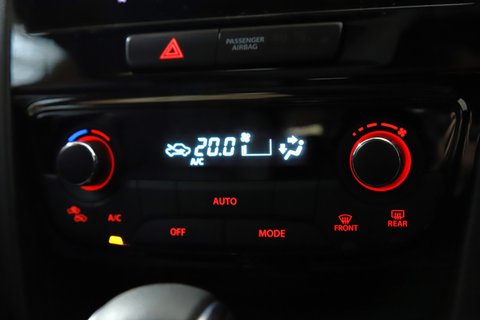 PASSENGER
AIRBAG
20.0
A/C
AUTO
A/C
OFF
MODE
FRONT
REAR